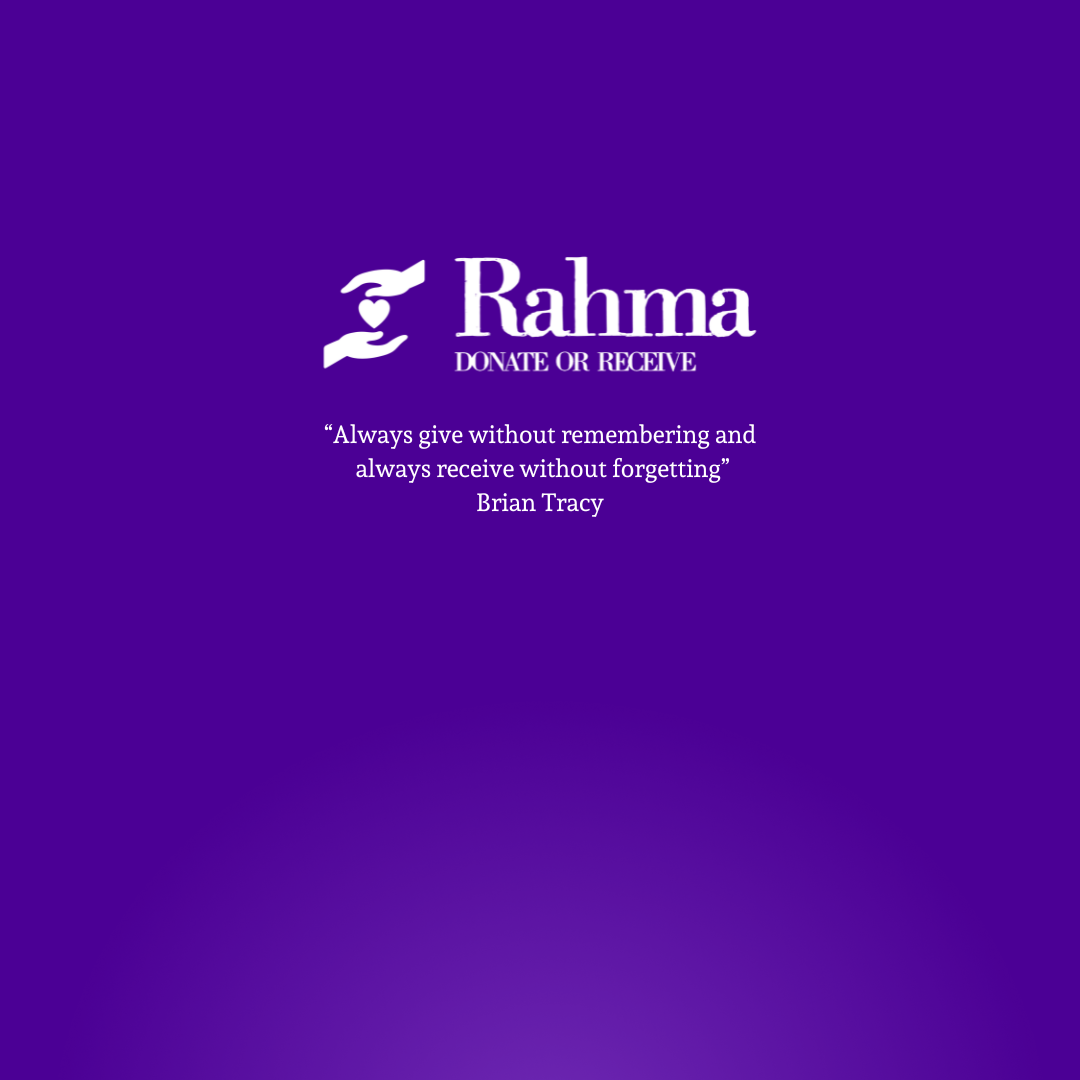 Rahma
DONATE OR RECEIVE
“Always give without remembering and
always receive without forgetting”
Brian Tracy